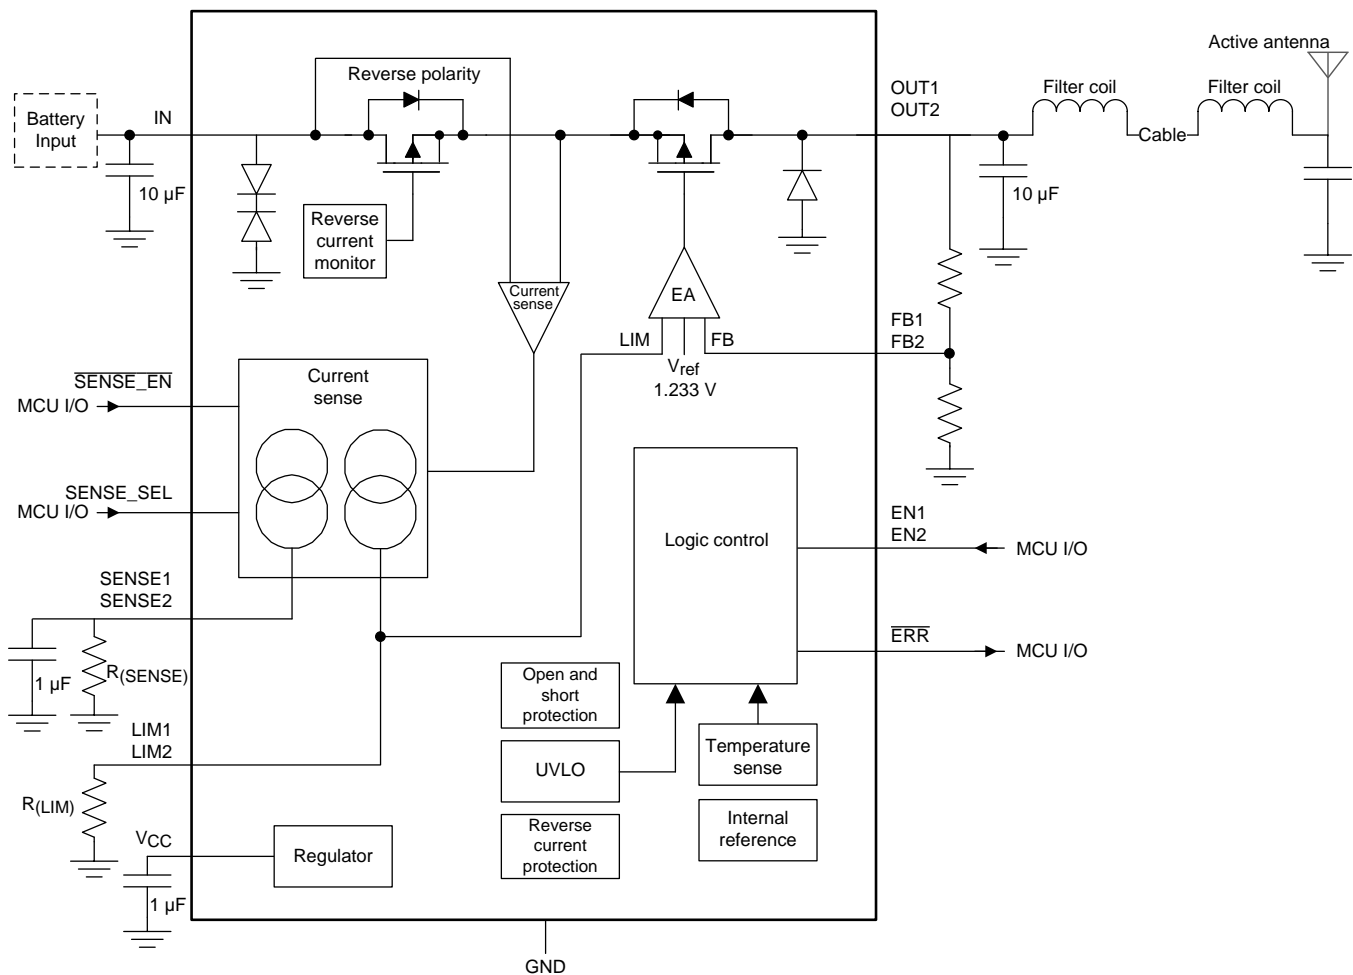 Active antenna
Reverse polarity
OUT1
OUT2
Filter coil
Filter coil
Battery
Input
IN
Cable
10 µF
10 µF
Reverse
current
monitor
Current
sense
EA
LIM
FB
FB1
FB2
Vref
1.233 V
SENSE_EN
MCU I/O
Current
sense
SENSE_SEL
MCU I/O
EN1
EN2
MCU I/O
Logic control
SENSE1
SENSE2
ERR
MCU I/O
1 µF
R(SENSE)
Open and
short
protection
LIM1
LIM2
UVLO
Temperature
sense
R(LIM)
VCC
Regulator
Reverse
current
protection
Internal
reference
1 µF
GND